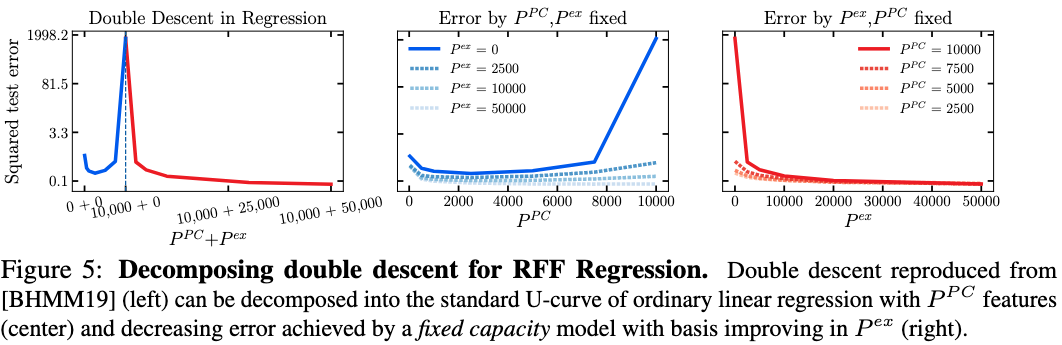 Double Descent in Regression
Squared test error
1998.2
81.5
3.3
0.1
0 + 0
10,000 + 0
10,000 + 25,000
10,000 + 50,000
P^PC+P^ex
Error by P^PC,P^ex fixed
P^ex = 0
P^ex = 2500
P^ex = 10000
P^ex = 50000
0 2000 4000 6000 8000 10000
P^PC
Error by P^ex,P^PC fixed
P^PC = 10000
P^PC = 7500
P^PC = 5000
P^PC = 2500
0 10000 20000 30000 40000 50000
P^ex
Figure 5: Decomposing double descent for RFF Regression. Double descent reproduced from
[BHMM19] (left) can be decomposed into the standard U-curve of ordinary linear regression with P^PC features
(center) and decreasing error achieved by a fixed capacity model with basis improving in P^ex (right).